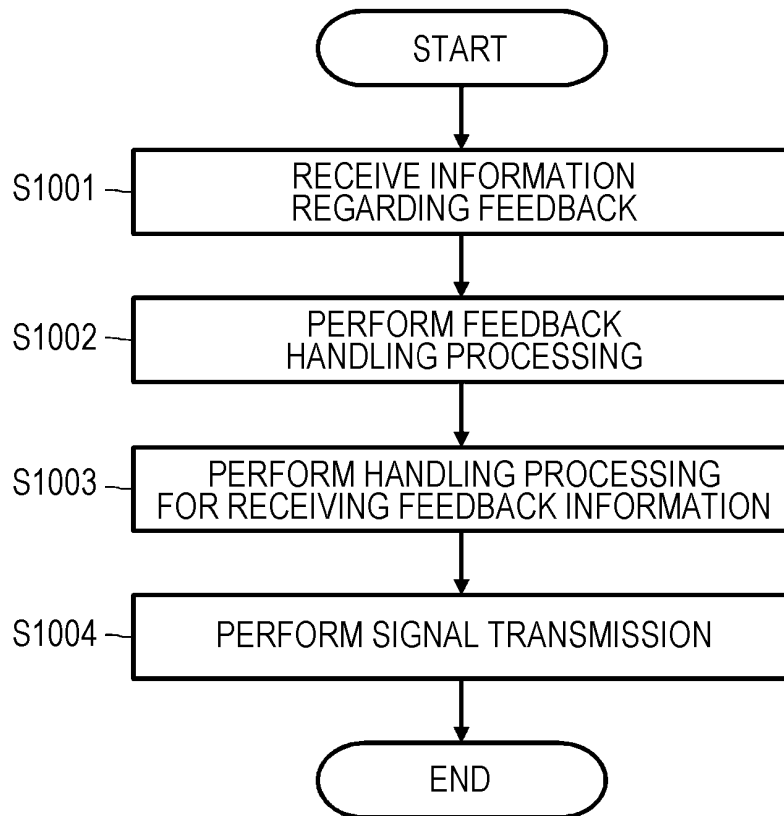 START
S1001
RECEIVE INFORMATION
REGARDING FEEDBACK
S1002
PERFORM FEEDBACK
HANDLING PROCESSING
S1003
PERFORM HANDLING PROCESSING
FOR RECEIVING FEEDBACK INFORMATION
S1004
PERFORM SIGNAL TRANSMISSION
END